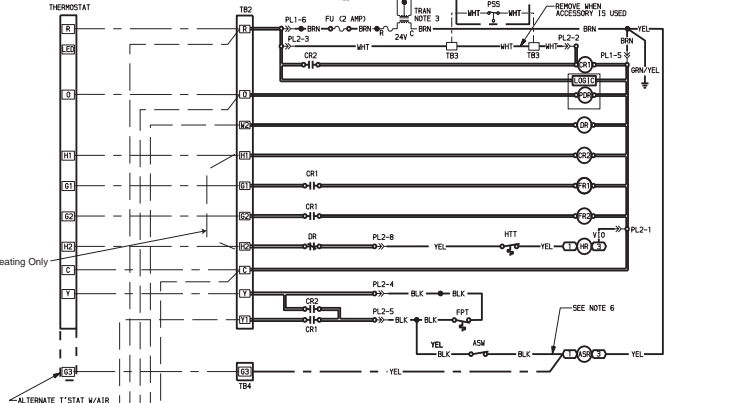 THERMOSTAT
TB2
TRAN
NOTE 3
24V
C
R
PSS
WHT WHT
REMOVE WHEN
ACCESSORY IS USED
R R PL1-6 BRN FU (2 AMP) BRN BRN BRN YEL
LED PL2-3 WHT TB3 WHT TB3 WHT PL2-2 BRN
CR2 CR1 PL1-5
LOGIC GRN/YEL
O O PDR
W2 DR
H1 H1 CR2
G1 G1 CR1 FR1
G2 G2 CR1 FR2
VIO PL2-1
H2 H2 DR PL2-8 YEL HTT YEL 1 HR 3
eating Only
C C
Y Y PL2-4 BLK BLK
CR2
Y1 CR1 PL2-5 BLK BLK FPT
SEE NOTE 6
YEL
BLK ASW BLK 1 ASR 3 YEL
G3 G3 YEL
TB4
ALTERNATE T'STAT W/AIR